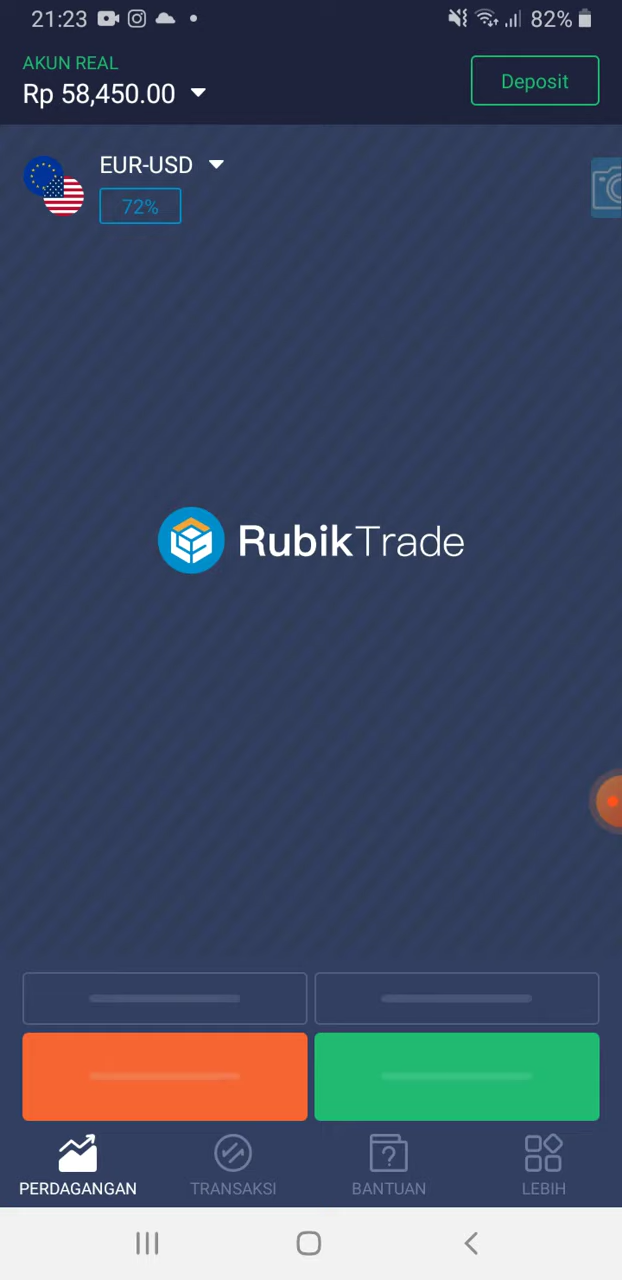 21:23
82%
AKUN REAL
Rp 58,450.00
Deposit
EUR-USD
72%
RubikTrade
PERDAGANGAN
TRANSAKSI
BANTUAN
LEBIH